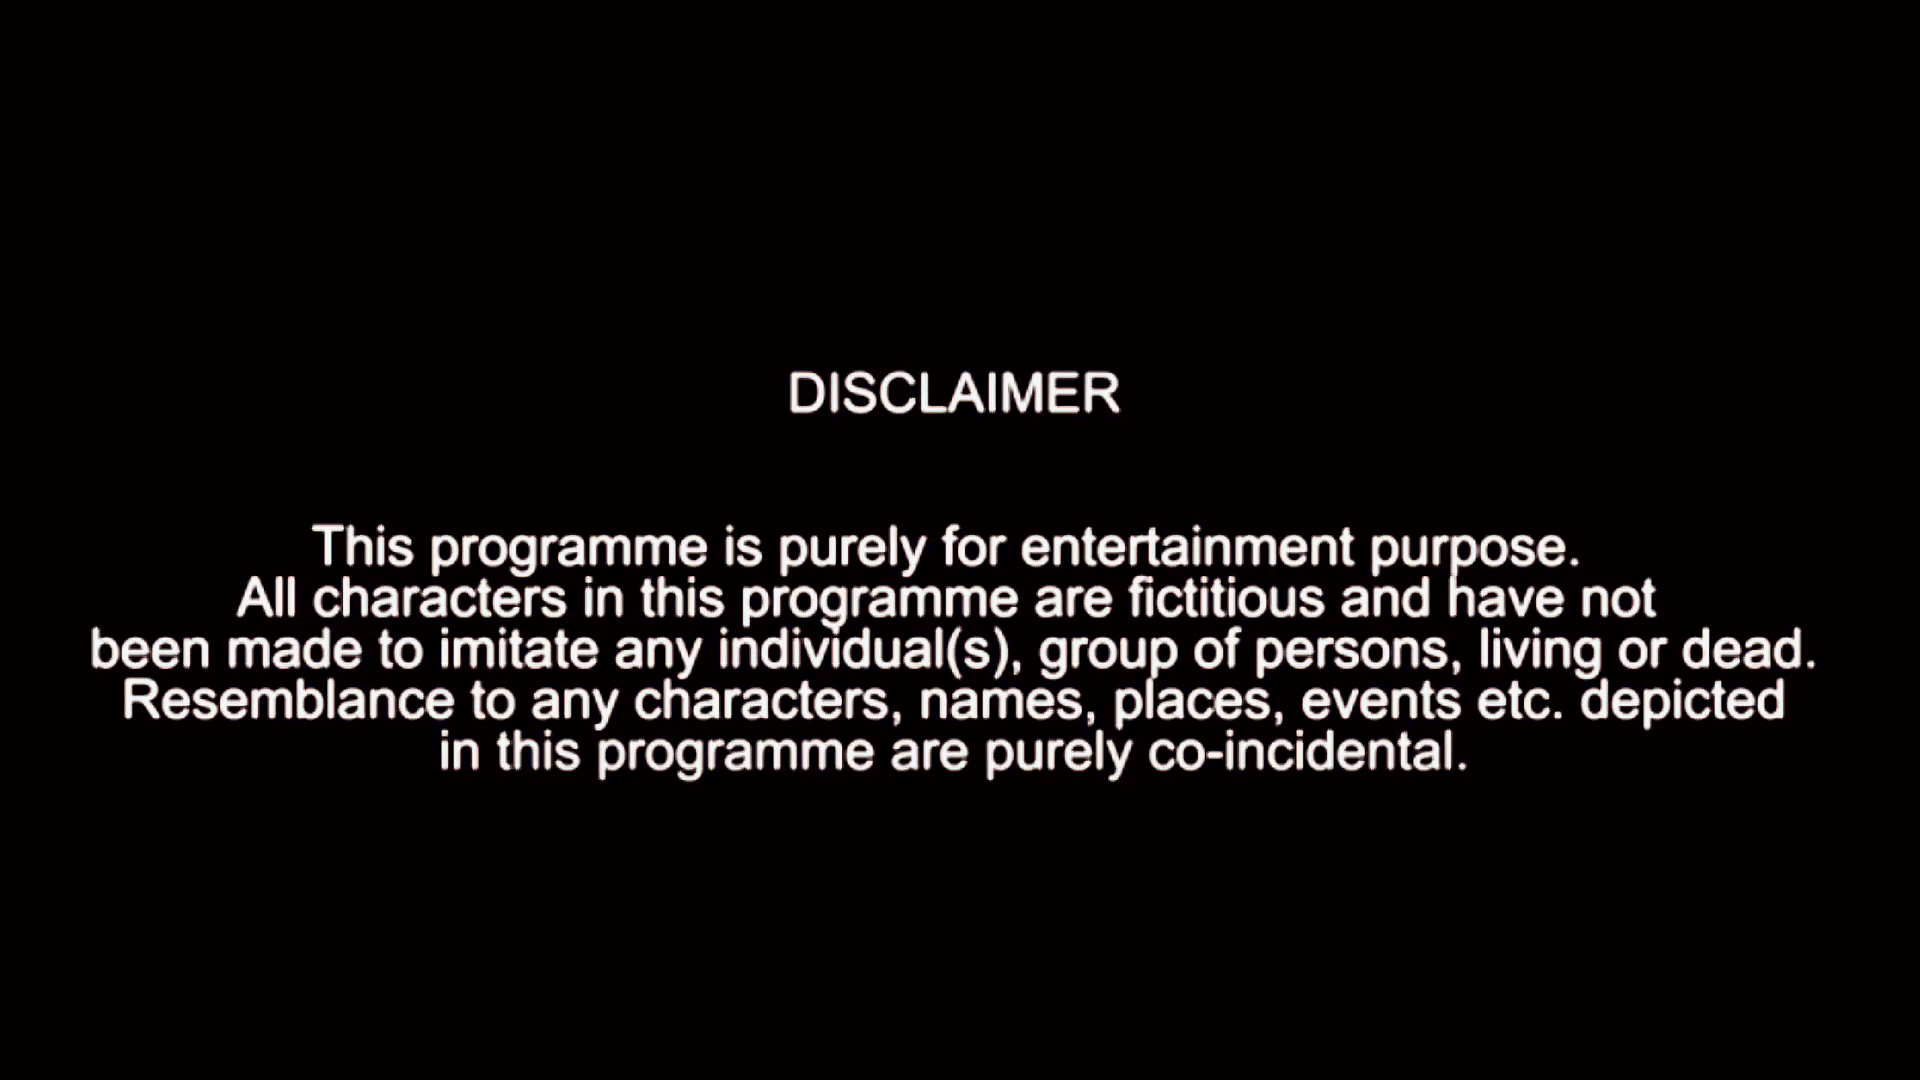 DISCLAIMER
This programme is purely for entertainment purpose.
All characters in this programme are fictitious and have not
been made to imitate any individual(s), group of persons, living or dead.
Resemblance to any characters, names, places, events etc. depicted
in this programme are purely co-incidental.